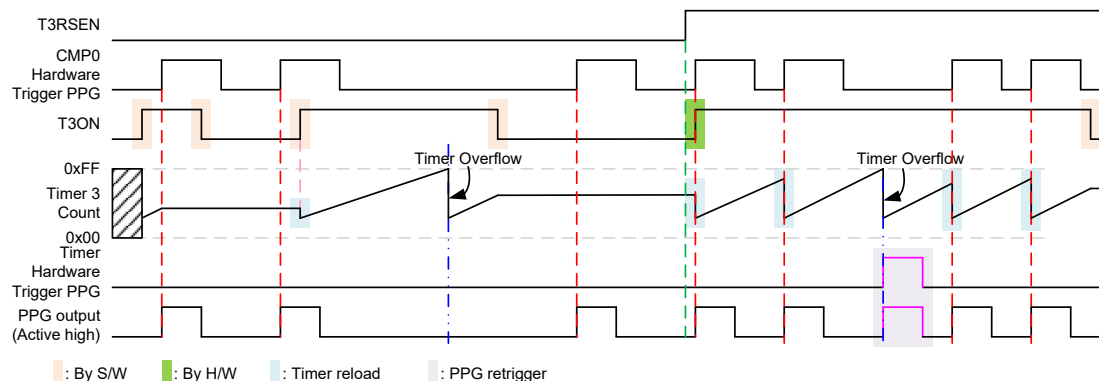 T3RSEN
CMP0
Hardware
Trigger PPG
T3ON
0xFF
Timer Overflow
Timer Overflow
Timer 3
Count
0x00
Timer
Hardware
Trigger PPG
PPG output
(Active high)
: By S/W : By H/W : Timer reload : PPG retrigger